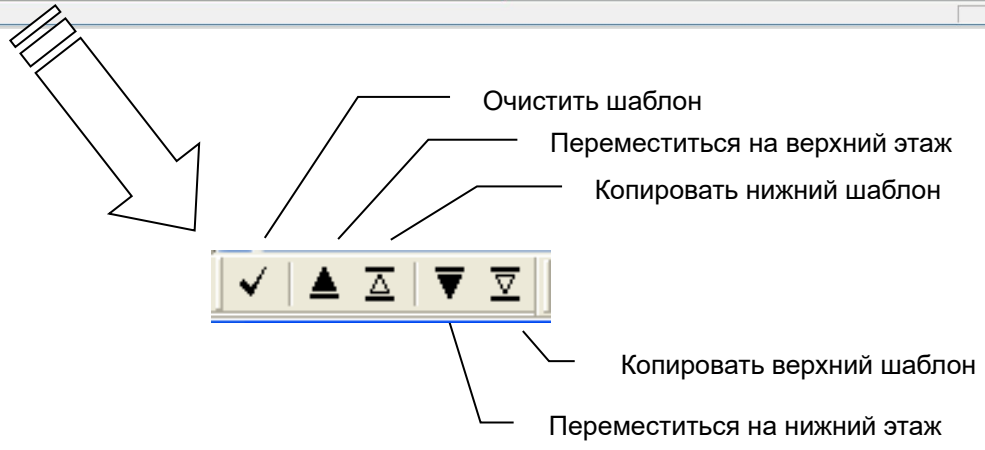 Очистить шаблон
Переместиться на верхний этаж
Копировать нижний шаблон
Копировать верхний шаблон
Переместиться на нижний этаж